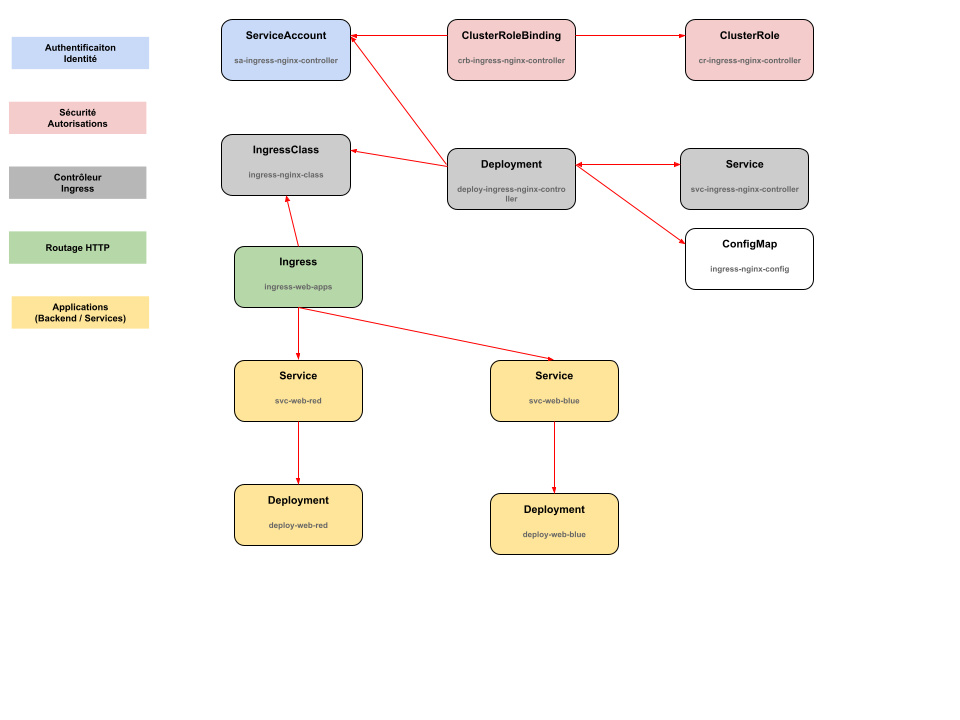 Authentificaiton
Identité
Sécurité
Autorisations
Contrôleur
Ingress
Routage HTTP
Applications
(Backend / Services)
ServiceAccount
sa-ingress-nginx-controller
ClusterRoleBinding
crb-ingress-nginx-controller
ClusterRole
cr-ingress-nginx-controller
IngressClass
ingress-nginx-class
Deployment
deploy-ingress-nginx-contro
ller
Service
svc-ingress-nginx-controller
ConfigMap
ingress-nginx-config
Ingress
ingress-web-apps
Service
svc-web-red
Service
svc-web-blue
Deployment
deploy-web-red
Deployment
deploy-web-blue